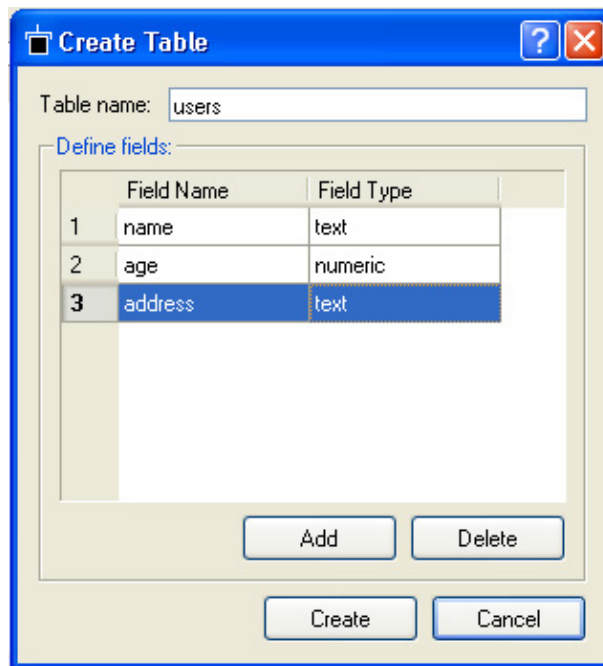 Create Table
Table name: users
Define fields:
Field Name Field Type
1 name text
2 age numeric
3 address text
Add Delete
Create Cancel